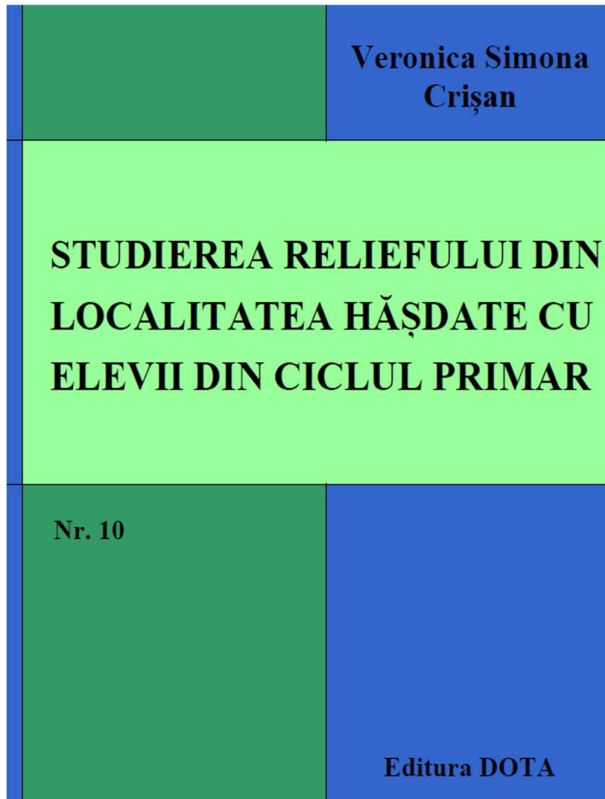 Veronica Simona
Crișan
STUDIEREA RELIEFULUI DIN
LOCALITATEA HĂȘDATE CU
ELEVII DIN CICLUL PRIMAR
Nr. 10
Editura DOTA